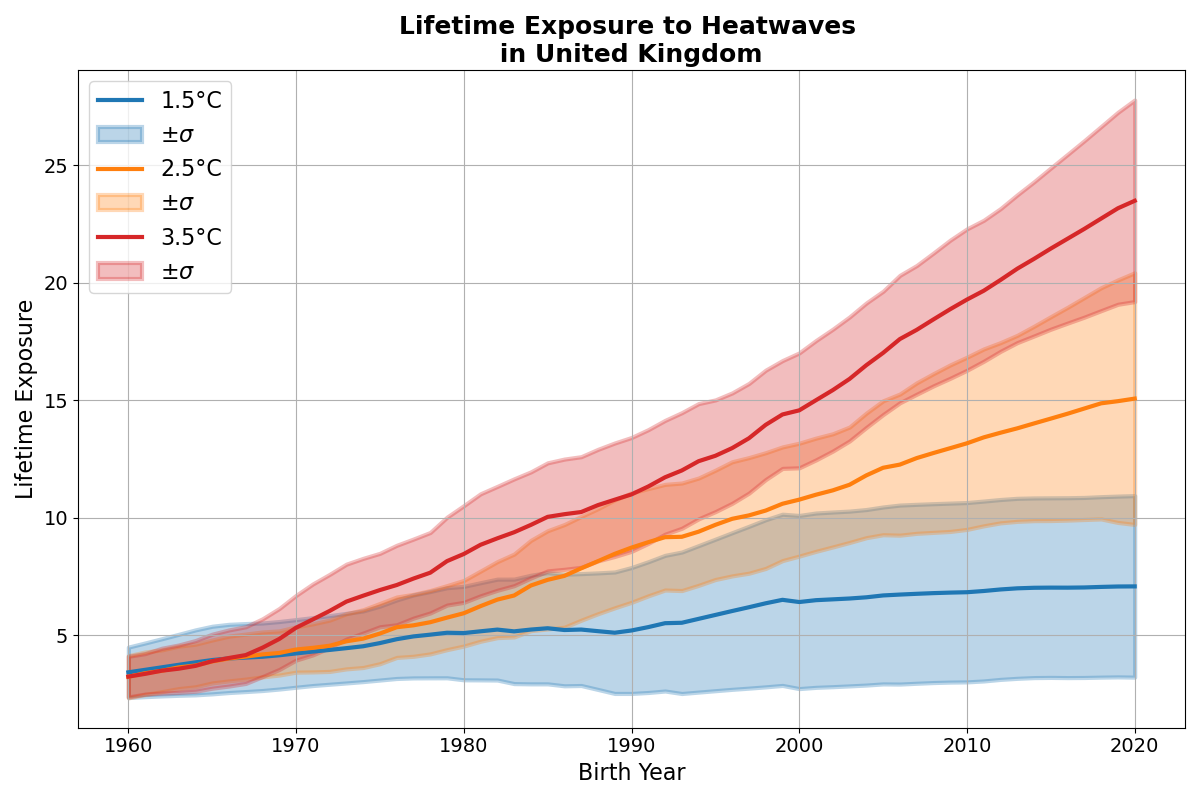 Lifetime Exposure to Heatwaves
in United Kingdom
1.5°C
±σ
2.5°C
±σ
3.5°C
±σ
Lifetime Exposure
25
20
15
10
5
1960 1970 1980 1990 2000 2010 2020
Birth Year